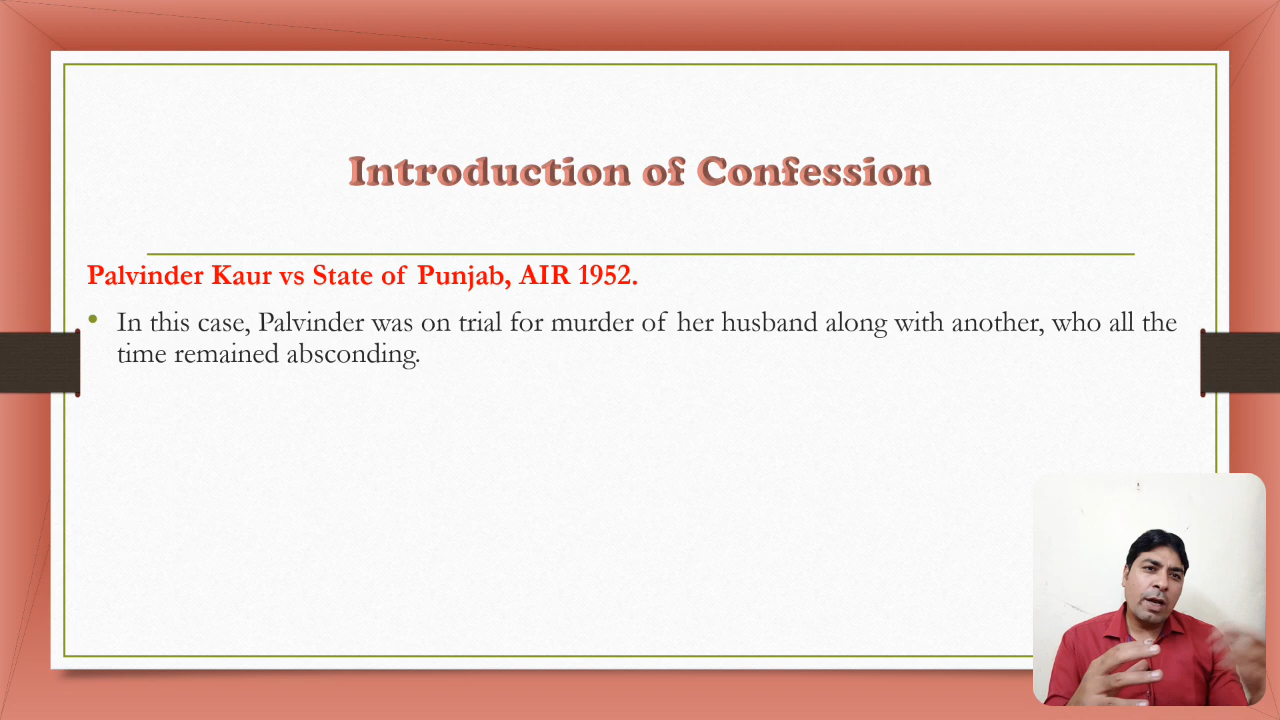 Introduction of Confession
Palvinder Kaur vs State of Punjab, AIR 1952.
• In this case, Palvinder was on trial for murder of her husband along with another, who all the
time remained absconding.